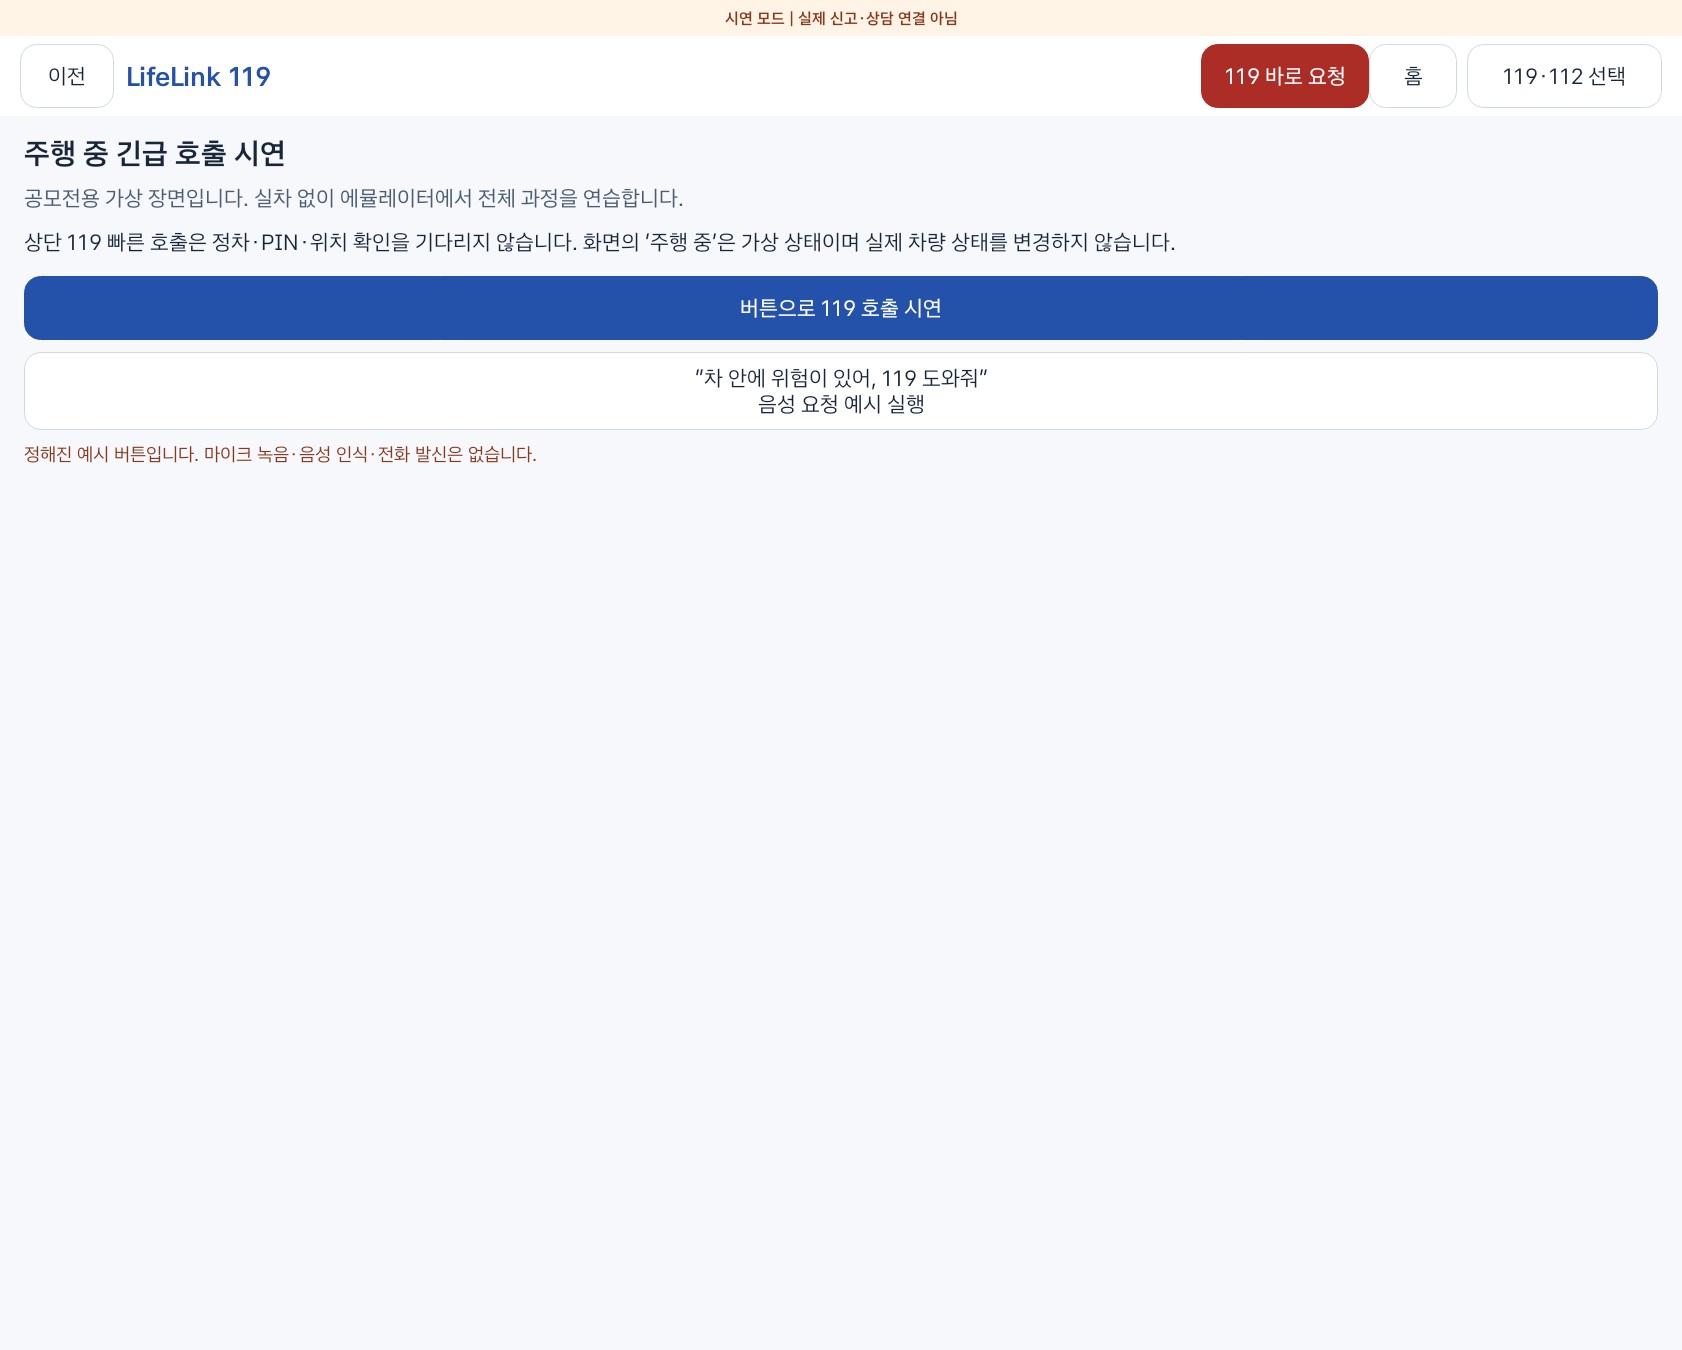 시연 모드 | 실제 신고·상담 연결 아님
이전
LifeLink 119
119 바로 요청
홈
119·112 선택
주행 중 긴급 호출 시연
공모전용 가상 장면입니다. 실차 없이 에뮬레이터에서 전체 과정을 연습합니다.
상단 119 빠른 호출은 정차·PIN·위치 확인을 기다리지 않습니다. 화면의 ‘주행 중’은 가상 상태이며 실제 차량 상태를 변경하지 않습니다.
버튼으로 119 호출 시연
“차 안에 위험이 있어, 119 도와줘”
음성 요청 예시 실행
정해진 예시 버튼입니다. 마이크 녹음·음성 인식·전화 발신은 없습니다.